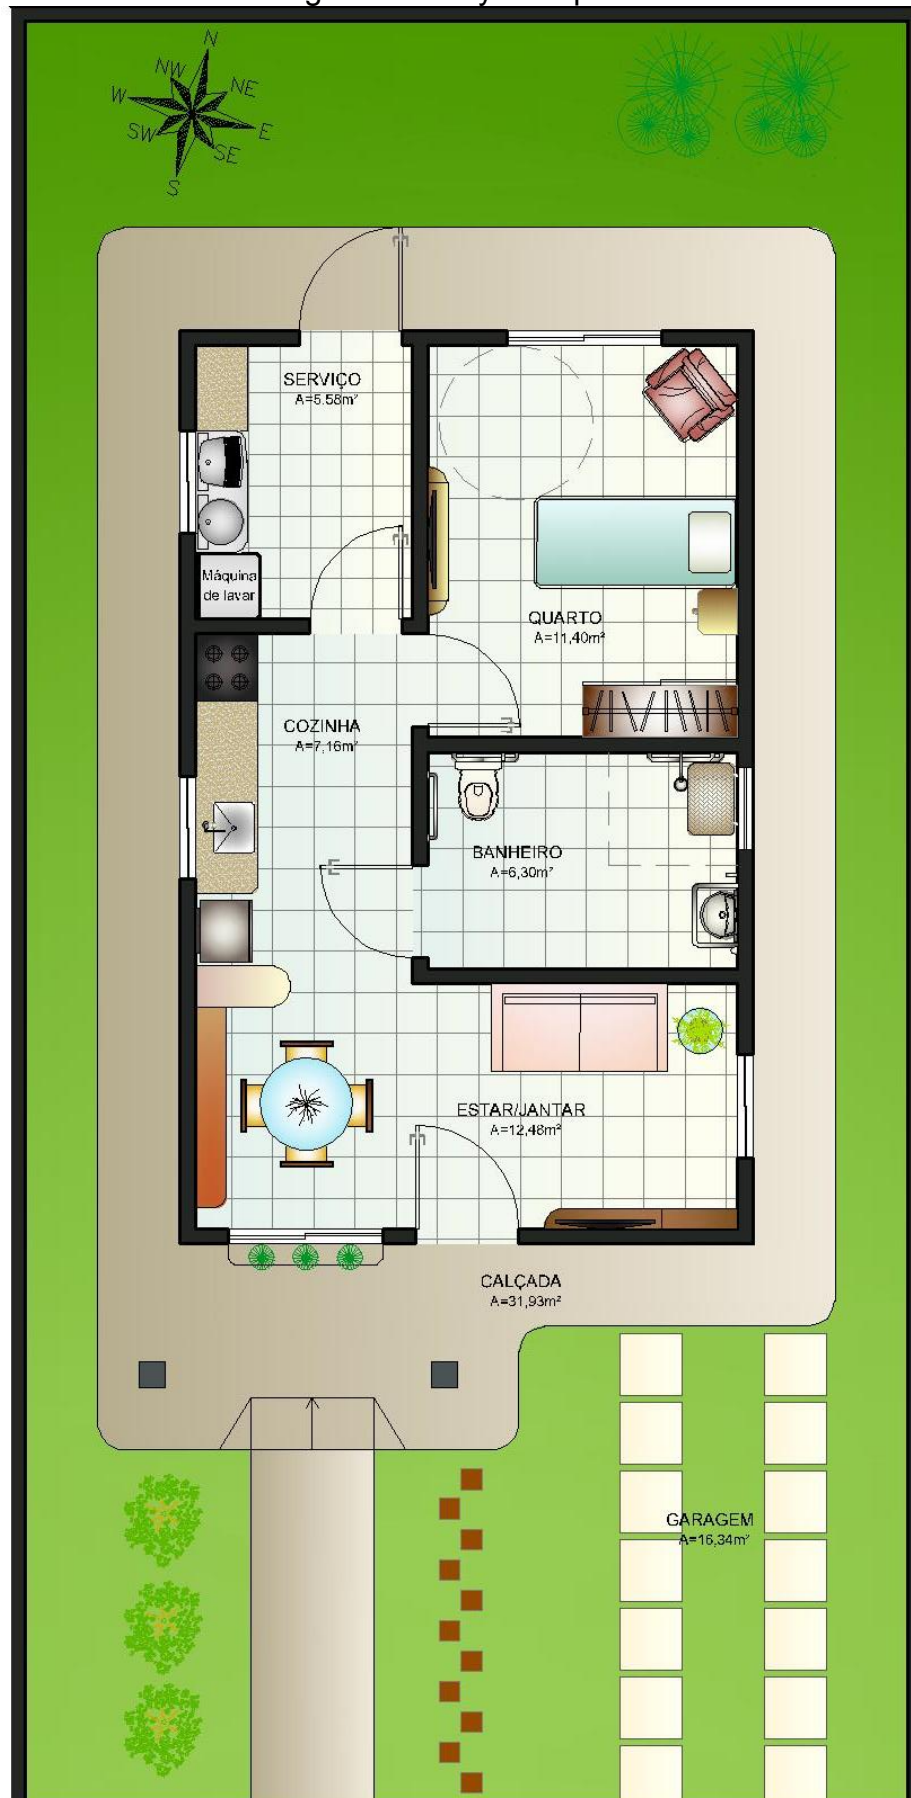 N
NW
NE
W
E
SW
SE
S
SERVIÇO
A=5.58m²
Máquina
de lavar
QUARTO
A=11,40m²
COZINHA
A=7,16m²
BANHEIRO
A=6,30m²
ESTAR/JANTAR
A=12,48m²
CALÇADA
A=31,93m²
GARAGEM
A=16,34m²